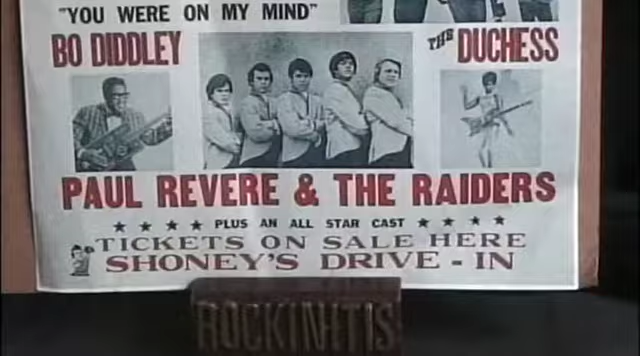 "YOU WERE ON MY MIND"
BO DIDDLEY
THE DUCHESS
PAUL REVERE & THE RAIDERS
★ ★ ★ ★ PLUS AN ALL STAR CAST ★ ★ ★ ★
TICKETS ON SALE HERE
SHONEY'S DRIVE-IN
ROCKINITIS